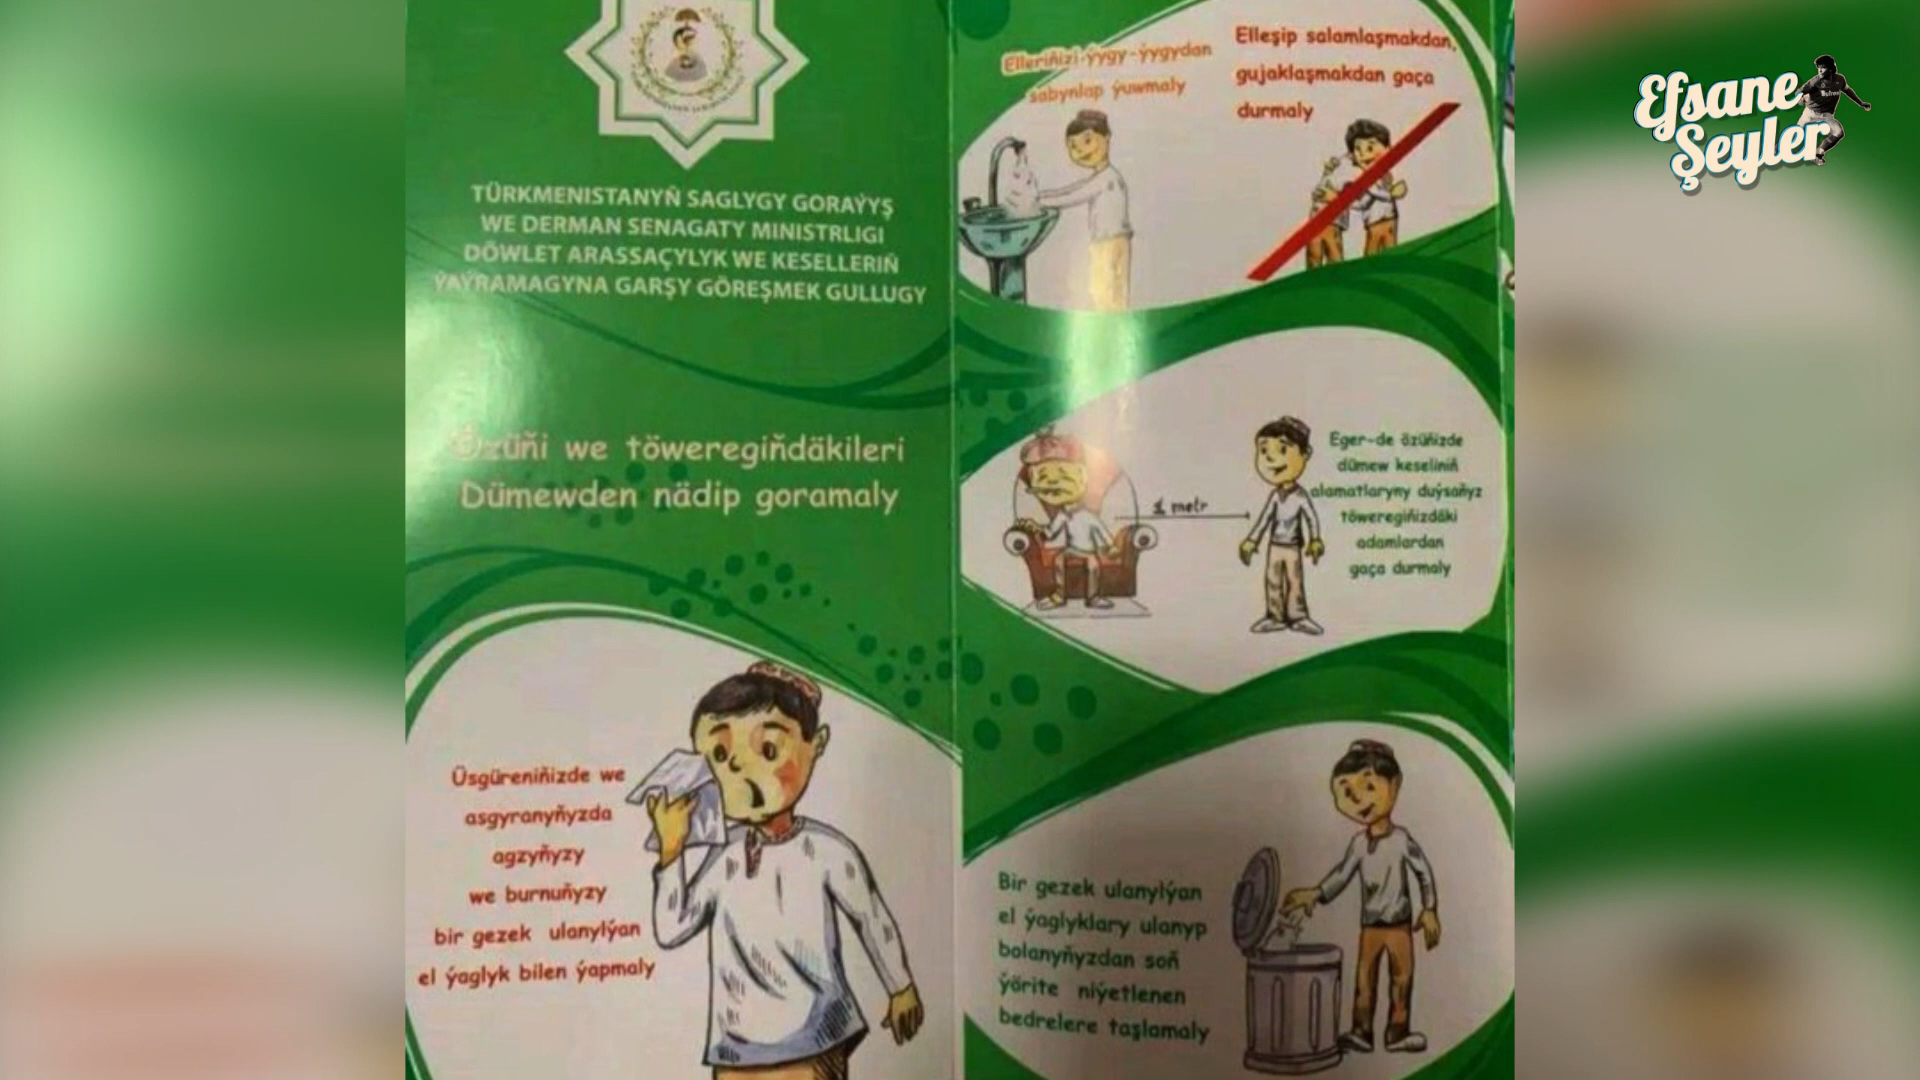 TÜRKMENISTANYŇ SAGLYGY GORAÝYŞ
WE DERMAN SENAGATY MINISTRLIGI
DÖWLET ARASSAÇYLYK WE KESELLERIŇ
ÝAÝRAMAGYNA GARŞY GÖREŞMEK GULLUGY
Özüňi we töweregiňdäkileri
Dümewden nädip goramaly
Üsgüreniňizde we
asgyranyňyzda
agzyňyzy
we burnuňyzy
bir gezek ulanylýan
el ýaglyk bilen ýapmaly
Elleriňizi ýygy-ýygydan
sabynlap ýuwmaly
Elleşip salamlaşmakdan,
gujaklaşmakdan gaça
durmaly
1 metr
Eger-de özüňizde
dümew keseliniň
alamatlaryny duýsaňyz
töweregiňizdäki
adamlardan
gaça durmaly
Bir gezek ulanylýan
el ýaglyklary ulanyp
bolanyňyzdan soň
ýörite niýetlenen
bedrelere taşlamaly
Efsane
Şeyler